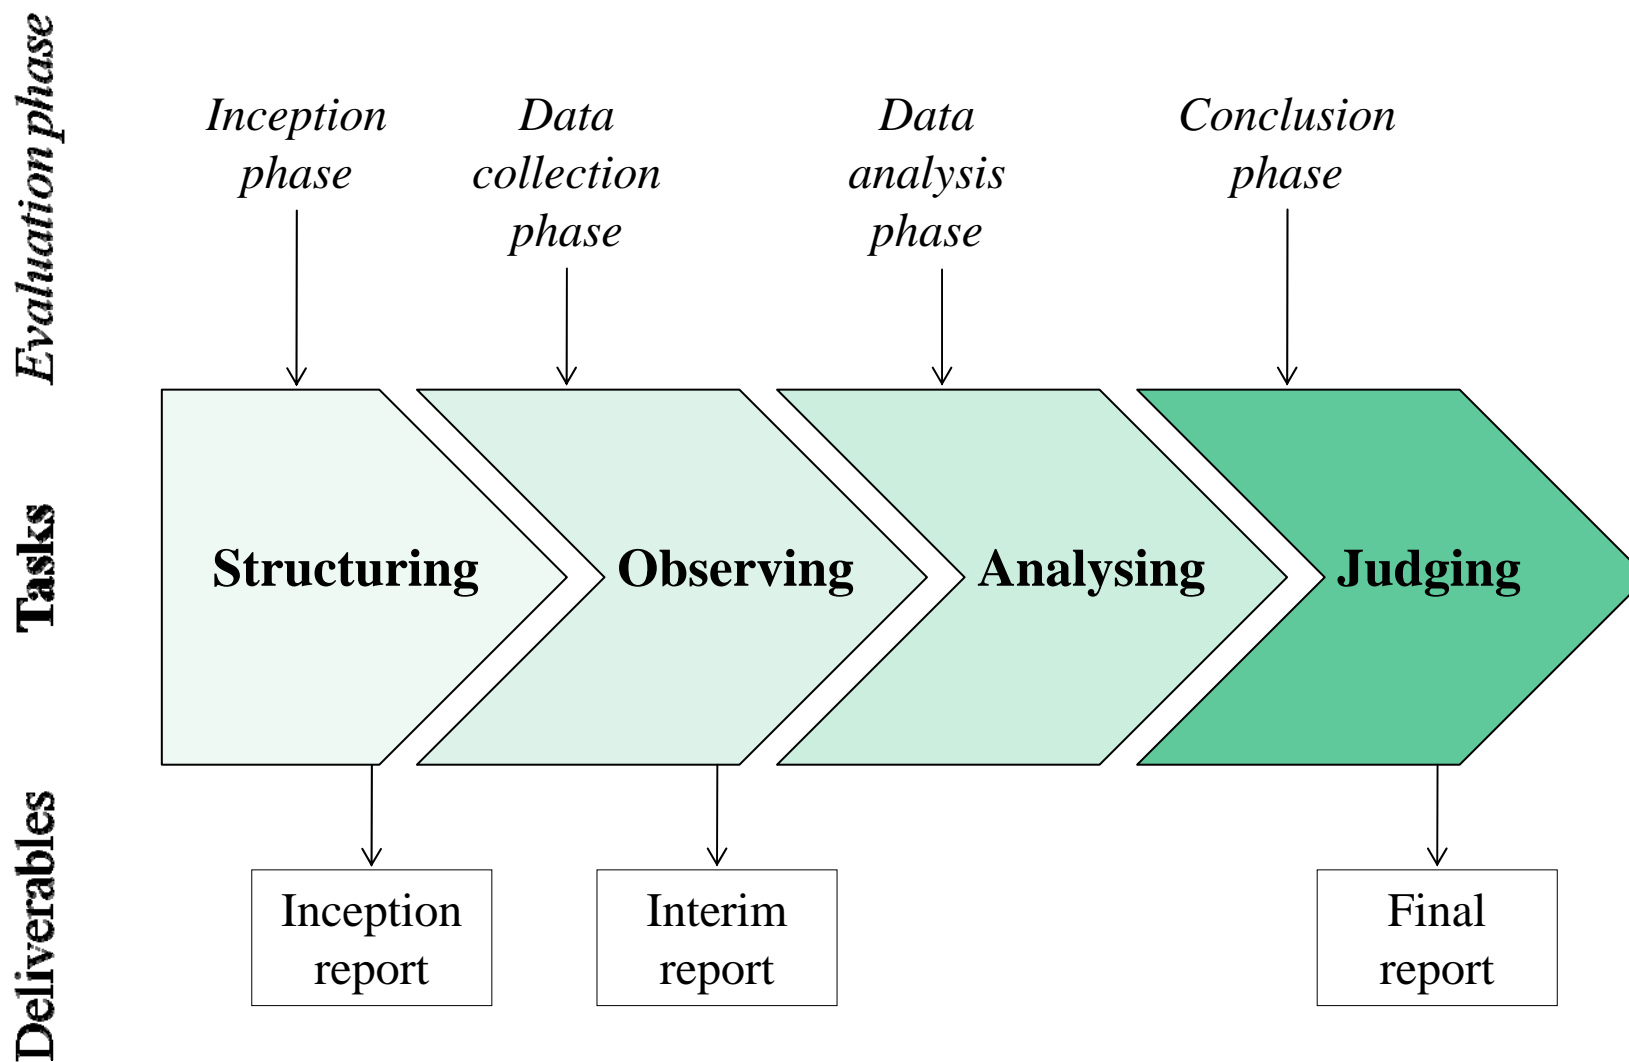 Evaluation phase
Inception
phase
Data
collection
phase
Data
analysis
phase
Conclusion
phase
Tasks
Structuring
Observing
Analysing
Judging
Deliverables
Inception
report
Interim
report
Final
report